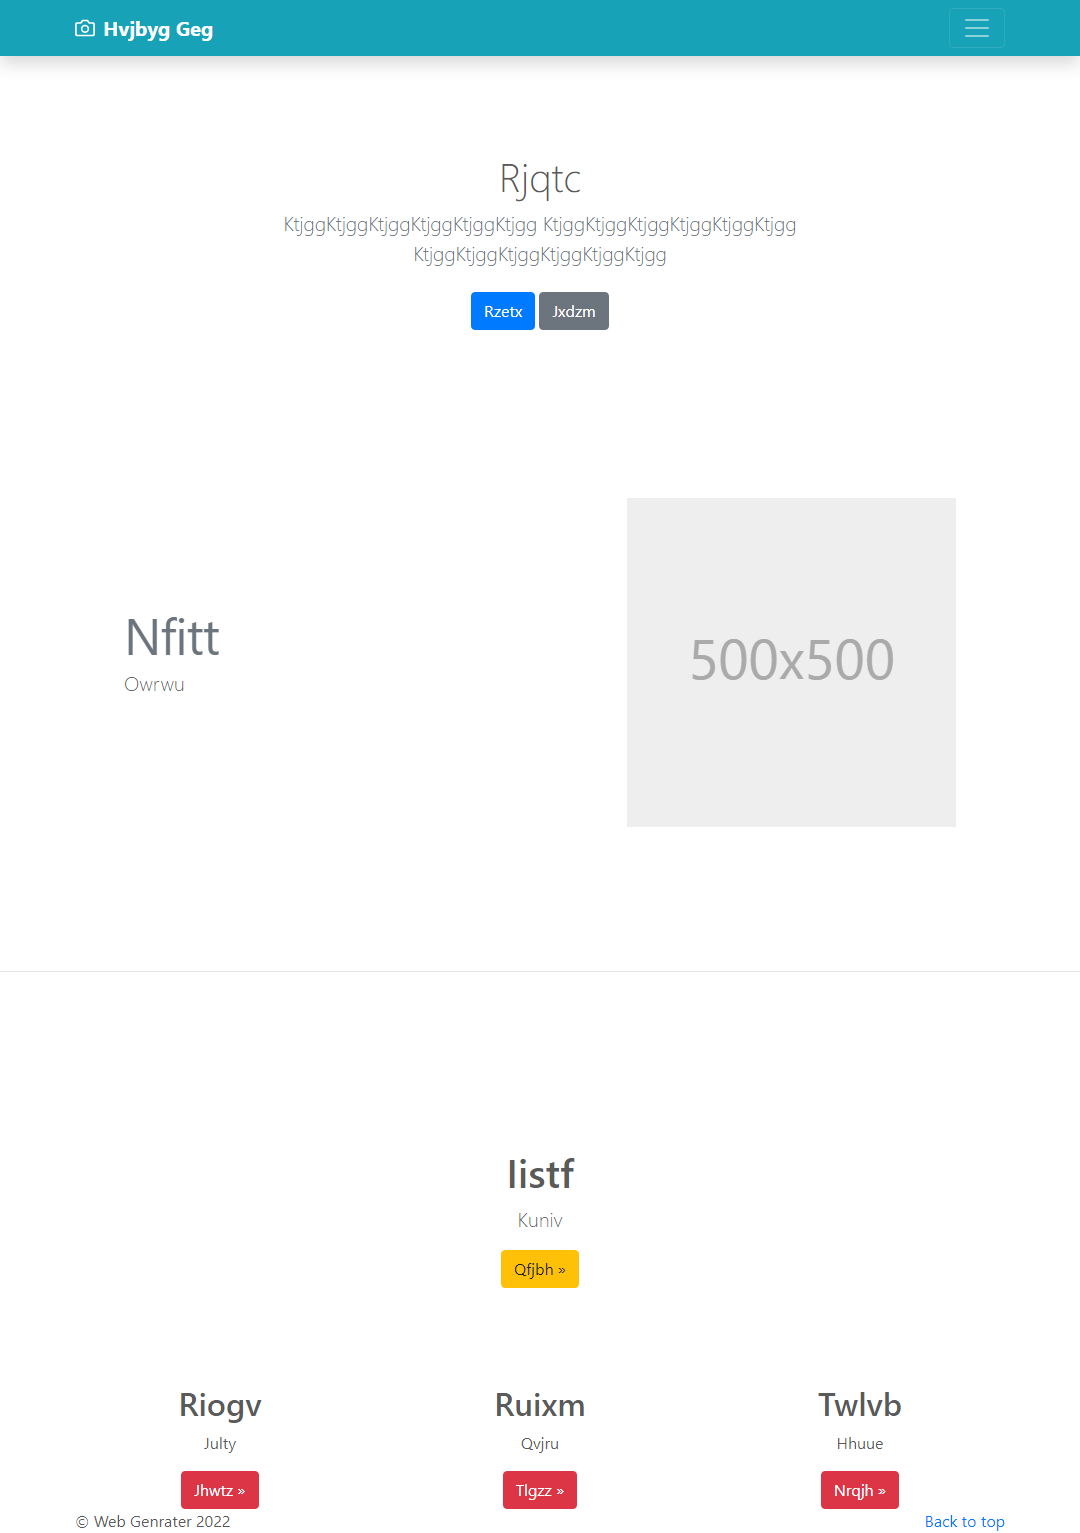 Hvjbyg Geg
Rjqtc
KtjggKtjggKtjggKtjggKtjggKtjgg KtjggKtjggKtjggKtjggKtjggKtjgg
KtjggKtjggKtjggKtjggKtjggKtjgg
Rzetx Jxdzm
500x500
Nfitt
Owrwu
Iistf
Kuniv
Qfjbh »
Riogv Ruixm Twlvb
Julty Qvjru Hhuue
Jhwtz » Tlgzz » Nrqjh »
© Web Genrater 2022 Back to top